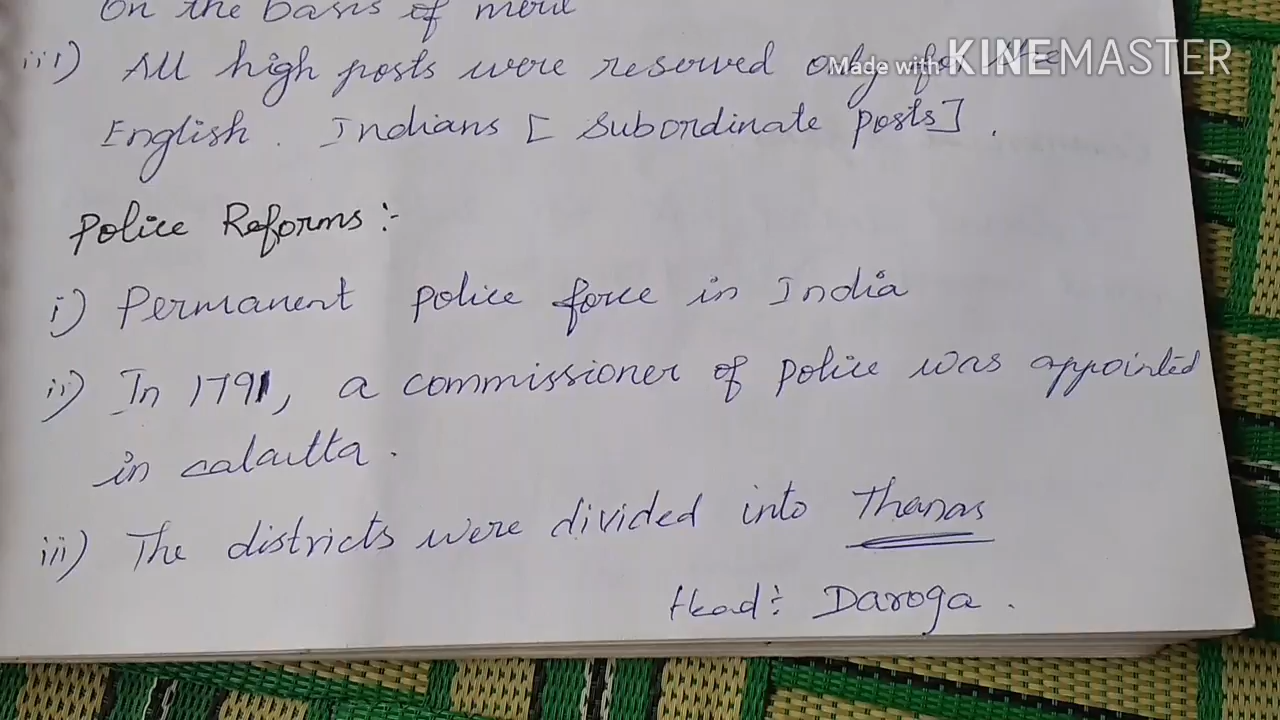 on the basis of merit
iii) All high posts were reserved only for the
Made with KINEMASTER
English. Indians [ Subordinate posts].
Police Reforms :-
i) Permanent police force in India
ii) In 1791, a commissioner of police was appointed
in calcutta.
iii) The districts were divided into Thanas
Head : Daroga.